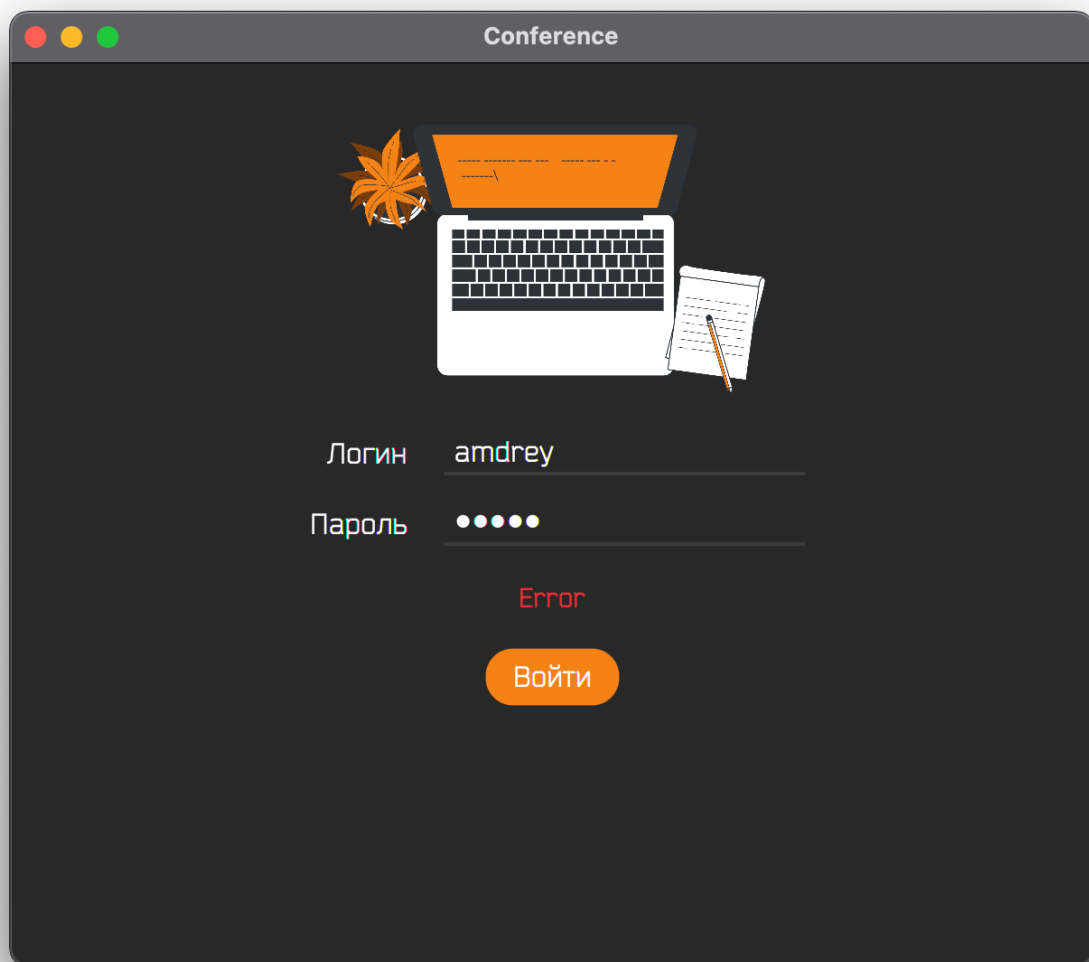 Conference
Логин
amdrey
Пароль
Error
Войти